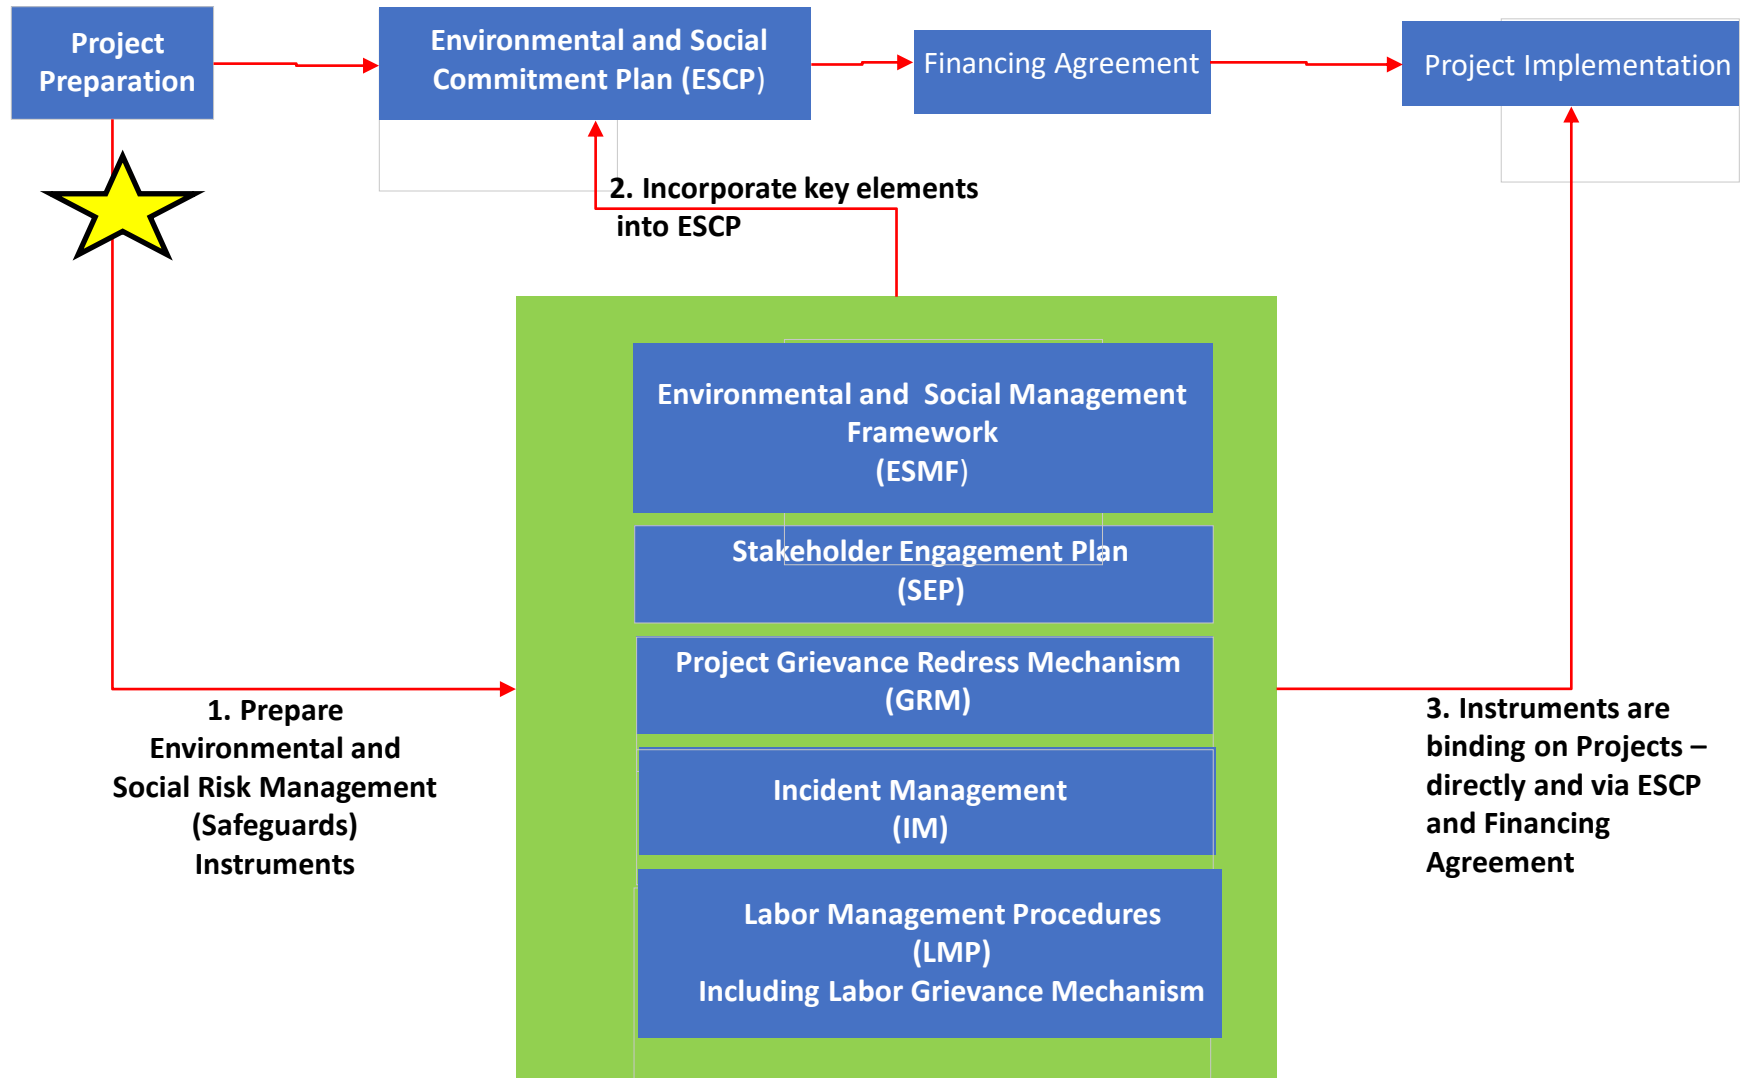 Project
Preparation
Environmental and Social
Commitment Plan (ESCP)
Financing Agreement
Project Implementation
2. Incorporate key elements
into ESCP
Environmental and  Social Management
Framework
(ESMF)
Stakeholder Engagement Plan
(SEP)
Project Grievance Redress Mechanism
(GRM)
Incident Management
(IM)
Labor Management Procedures
(LMP)
Including Labor Grievance Mechanism
1. Prepare
Environmental and
Social Risk Management
(Safeguards)
Instruments
3. Instruments are
binding on Projects –
directly and via ESCP
and Financing
Agreement